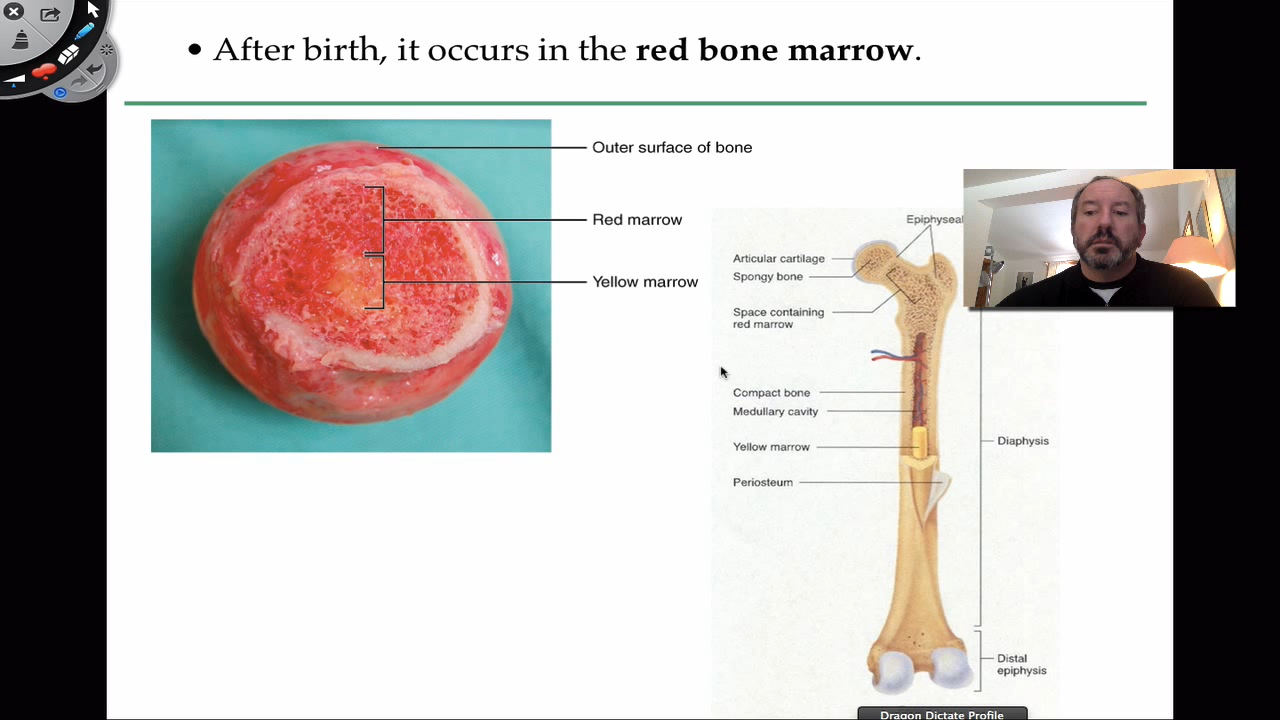 • After birth, it occurs in the red bone marrow.
Outer surface of bone
Red marrow
Yellow marrow
Epiphyseal
Articular cartilage
Spongy bone
Space containing
red marrow
Compact bone
Medullary cavity
Diaphysis
Yellow marrow
Periosteum
Distal
epiphysis
Dragon Dictate Profile